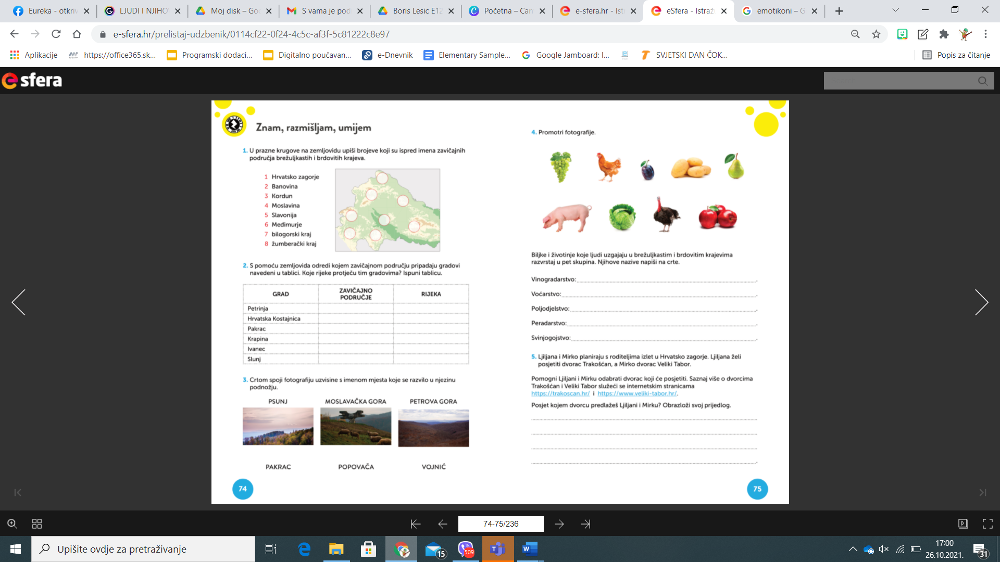 Eureka - otkriv
LJUDI I NJIHO
Moj disk – Goo
S vama je pod
Boris Lesic E12
Početna – Can
e-sfera.hr - Ist
eSfera - Istraž
emotikoni – G
e-sfera.hr/prelistaj-udzbenik/0114cf22-0f24-4c5c-af3f-5c81222c8e97
Aplikacije
https://office365.sk...
Programski dodaci...
Digitalno poučavan...
e-Dnevnik
Elementary Sample...
Google Jamboard: I...
SVJETSKI DAN ČOK...
Popis za čitanje
e sfera
Znam, razmišljam, umijem
1. U prazne krugove na zemljovidu upiši brojeve koji su ispred imena zavičajnih
područja brežuljkastih i brdovitih krajeva.
1 Hrvatsko zagorje
2 Banovina
3 Kordun
4 Moslavina
5 Slavonija
6 Međimurje
7 bilogorski kraj
8 žumberački kraj
2. S pomoću zemljovida odredi kojem zavičajnom području pripadaju gradovi
navedeni u tablici. Koje rijeke protječu tim gradovima? Ispuni tablicu.
GRAD
ZAVIČAJNO
PODRUČJE
RIJEKA
Petrinja
Hrvatska Kostajnica
Pakrac
Krapina
Ivanec
Slunj
3. Crtom spoji fotografiju uzvisine s imenom mjesta koje se razvilo u njezinu
podnožju.
PSUNJ
MOSLAVAČKA GORA
PETROVA GORA
PAKRAC
POPOVAČA
VOJNIĆ
74
4. Promotri fotografije.
Biljke i životinje koje ljudi uzgajaju u brežuljkastim i brdovitim krajevima
razvrstaj u pet skupina. Njihove nazive napiši na crte.
Vinogradarstvo: .
Voćarstvo: .
Poljodjelstvo: .
Peradarstvo: .
Svinjogojstvo: .
5. Ljiljana i Mirko planiraju s roditeljima izlet u Hrvatsko zagorje. Ljiljana želi
posjetiti dvorac Trakošćan, a Mirko dvorac Veliki Tabor.
Pomogni Ljiljani i Mirku odabrati dvorac koji će posjetiti. Saznaj više o dvorcima
Trakošćan i Veliki Tabor služeći se internetskim stranicama
https://trakoscan.hr/ i https://www.veliki-tabor.hr/.
Posjet kojem dvorcu predlažeš Ljiljani i Mirku? Obrazloži svoj prijedlog.
75
74-75/236
Upišite ovdje za pretraživanje
15
509
17:00
26.10.2021.
31